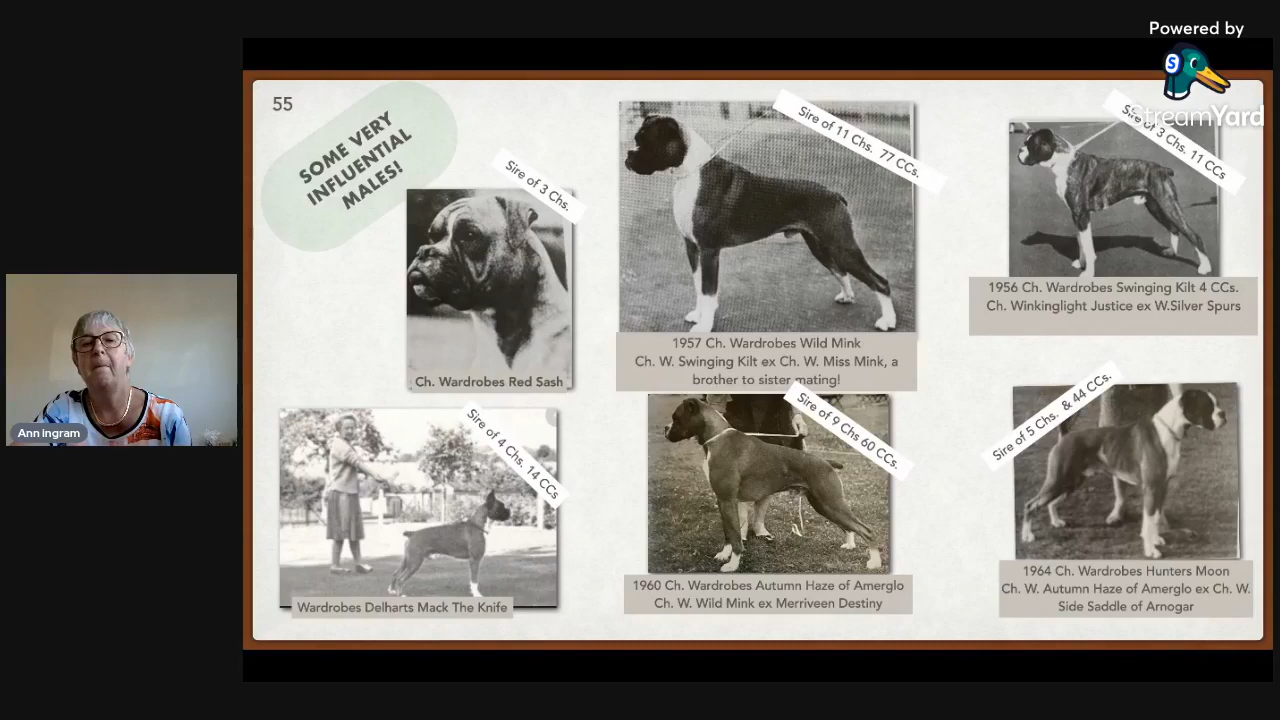 Powered by
StreamYard
55
SOME VERY
INFLUENTIAL
MALES!
Sire of 3 Chs.
Ch. Wardrobes Red Sash
Sire of 11 Chs. 77 CCs.
1957 Ch. Wardrobes Wild Mink
Ch. W. Swinging Kilt ex Ch. W. Miss Mink, a
brother to sister mating!
Sire of 3 Chs. 11 CCs
1956 Ch. Wardrobes Swinging Kilt 4 CCs.
Ch. Winkinglight Justice ex W.Silver Spurs
Ann Ingram
Sire of 4 Chs. 14 CCs
Wardrobes Delharts Mack The Knife
Sire of 9 Chs 60 CCs.
1960 Ch. Wardrobes Autumn Haze of Amerglo
Ch. W. Wild Mink ex Merriveen Destiny
Sire of 5 Chs. & 44 CCs.
1964 Ch. Wardrobes Hunters Moon
Ch. W. Autumn Haze of Amerglo ex Ch. W.
Side Saddle of Arnogar